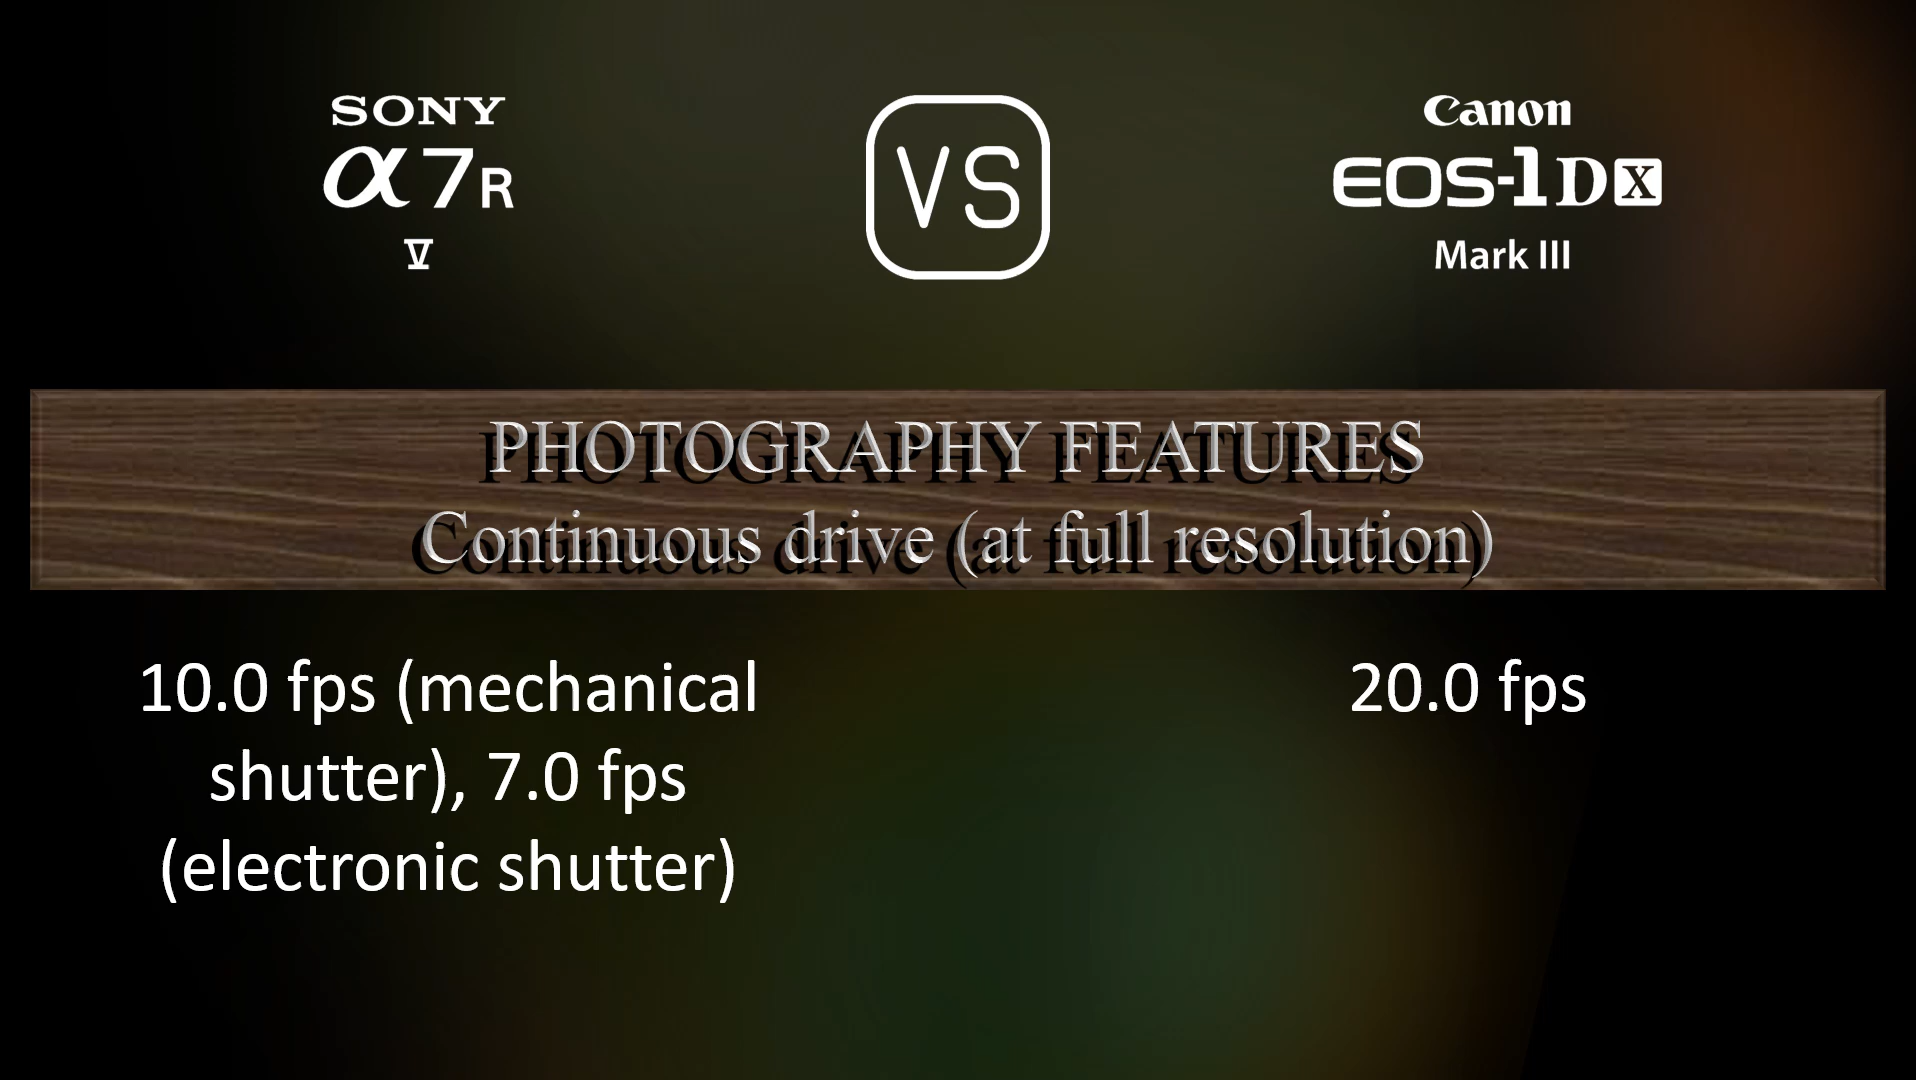 SONY
α7R
V
VS
Canon
EOS-1DX
Mark III
PHOTOGRAPHY FEATURES
Continuous drive (at full resolution)
10.0 fps (mechanical
shutter), 7.0 fps
(electronic shutter)
20.0 fps